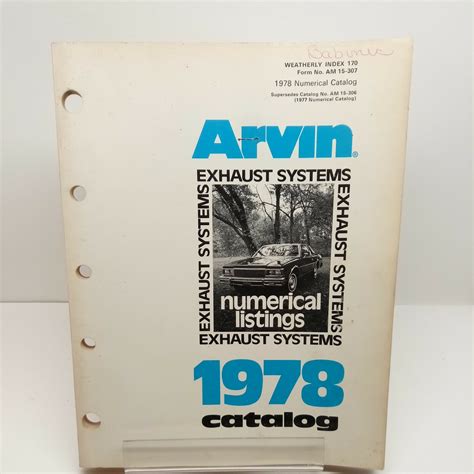 WEATHERLY INDEX 170
Form No. AM 15-307
1978 Numerical Catalog
Supersedes Catalog No. AM 15-306
(1977 Numerical Catalog)
Arvin®
EXHAUST SYSTEMS
EXHAUST SYSTEMS
EXHAUST SYSTEMS
numerical
listings
EXHAUST SYSTEMS
1978
catalog